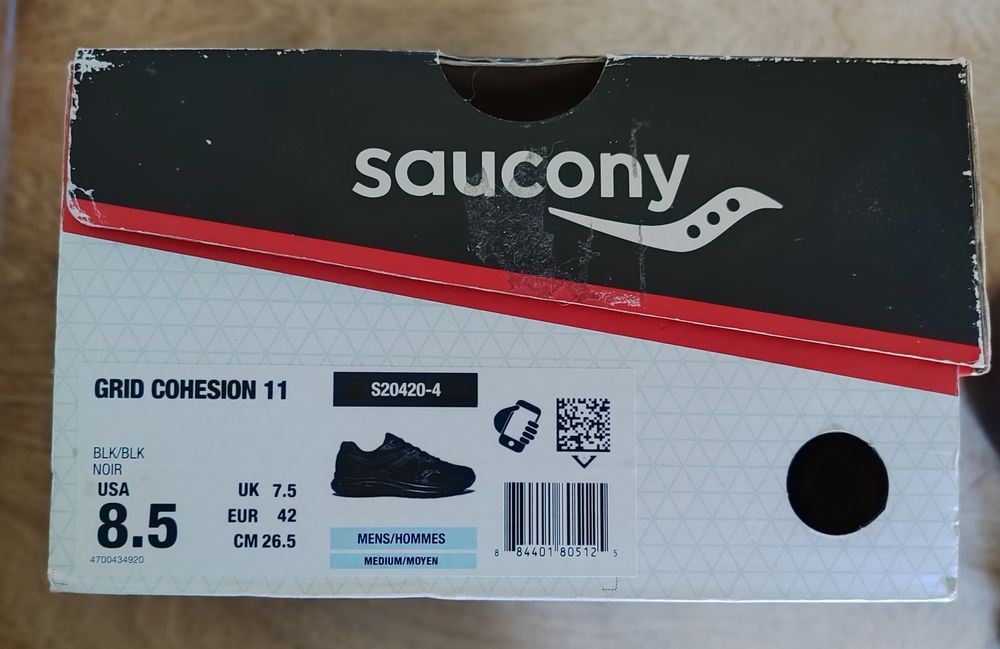 saucony
GRID COHESION 11
S20420-4
BLK/BLK
NOIR
USA
8.5
UK 7.5
EUR 42
CM 26.5
4700434920
MENS/HOMMES
MEDIUM/MOYEN
8 84401 80512 5